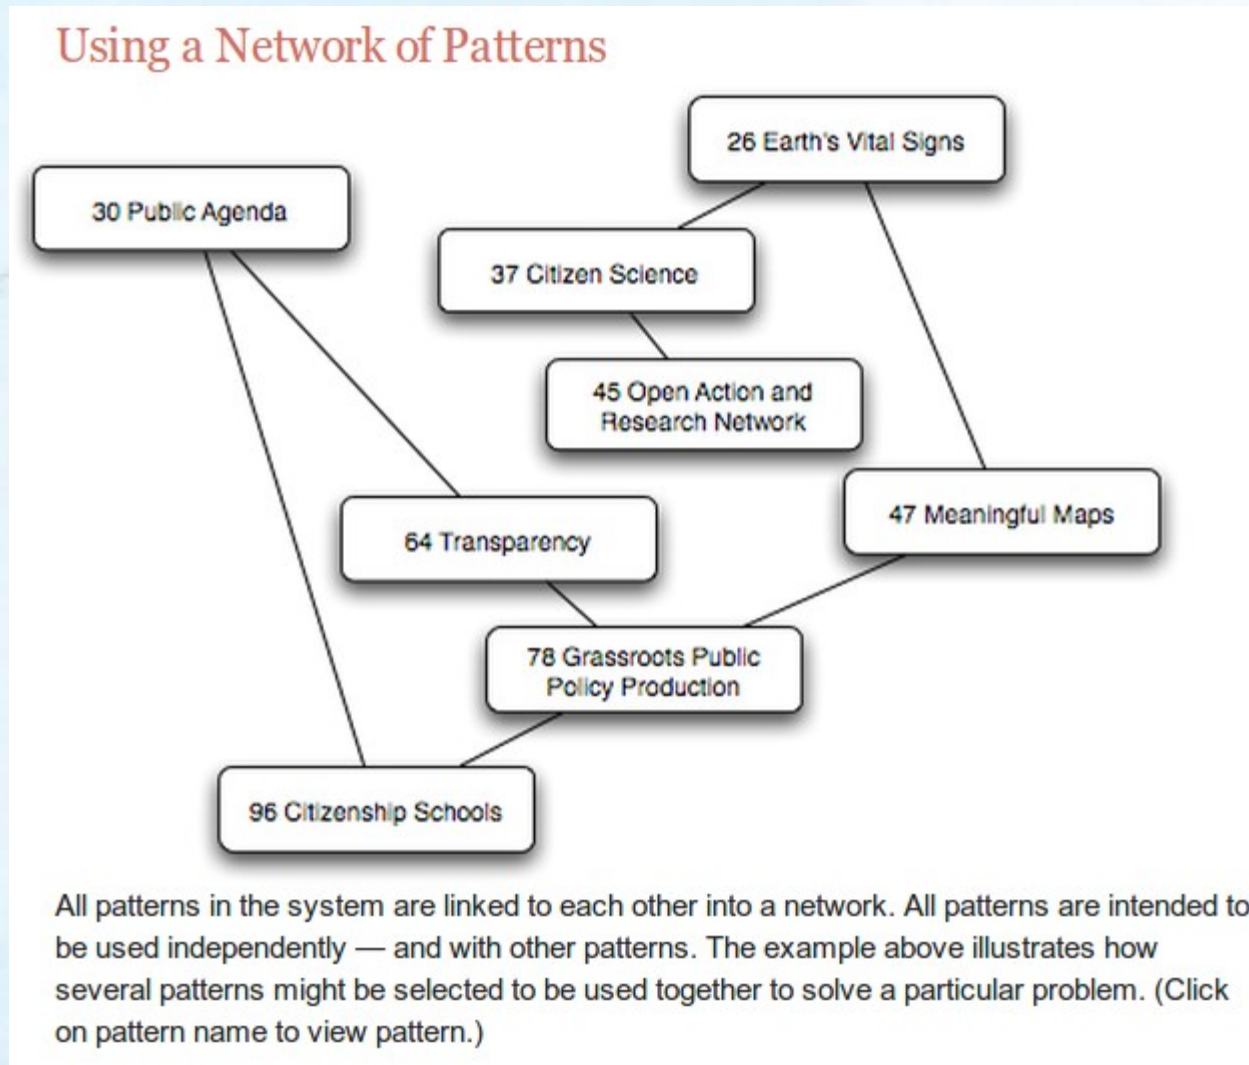 Using a Network of Patterns
26 Earth's Vital Signs
30 Public Agenda
37 Citizen Science
45 Open Action and
Research Network
47 Meaningful Maps
64 Transparency
78 Grassroots Public
Policy Production
96 Citizenship Schools
All patterns in the system are linked to each other into a network. All patterns are intended to
be used independently — and with other patterns. The example above illustrates how
several patterns might be selected to be used together to solve a particular problem. (Click
on pattern name to view pattern.)